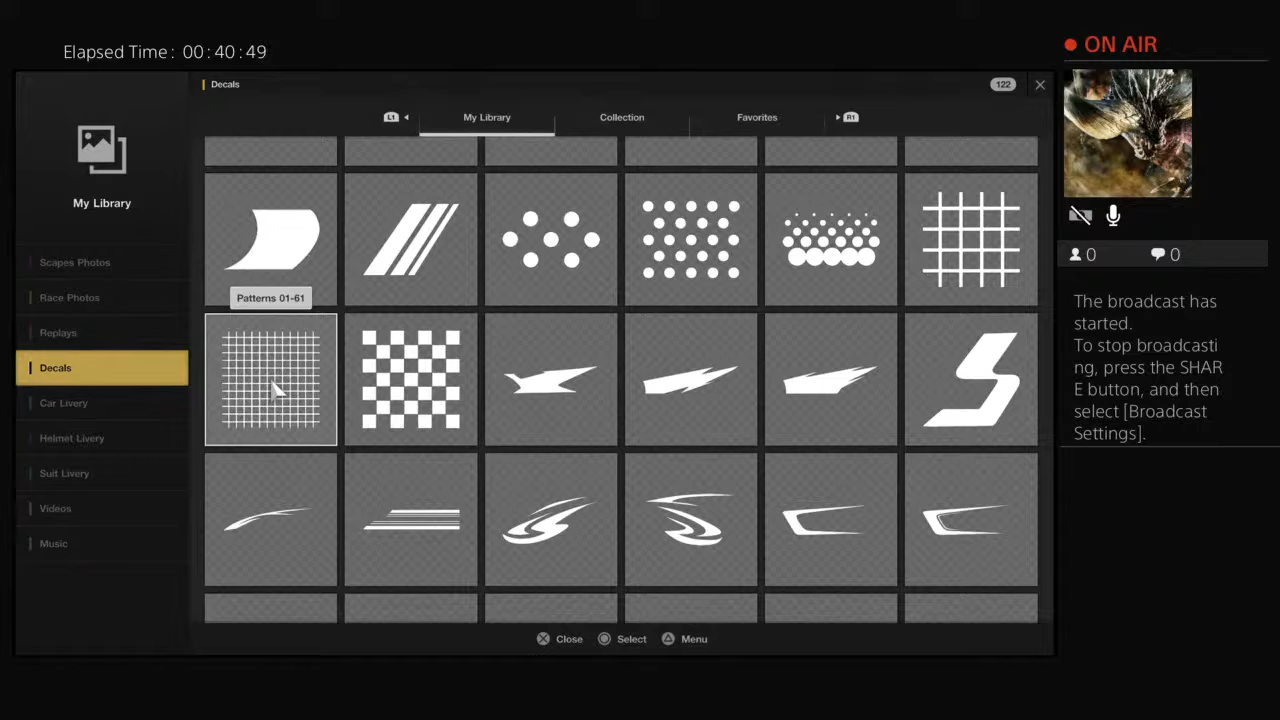 Elapsed Time: 00:40:49
ON AIR
Decals
122
L1
My Library
Collection
Favorites
R1
My Library
Scapes Photos
Race Photos
Replays
Decals
Car Livery
Helmet Livery
Suit Livery
Videos
Music
Patterns 01-61
Close
Select
Menu
0
0
The broadcast has
started.
To stop broadcasti
ng, press the SHAR
E button, and then
select [Broadcast
Settings].